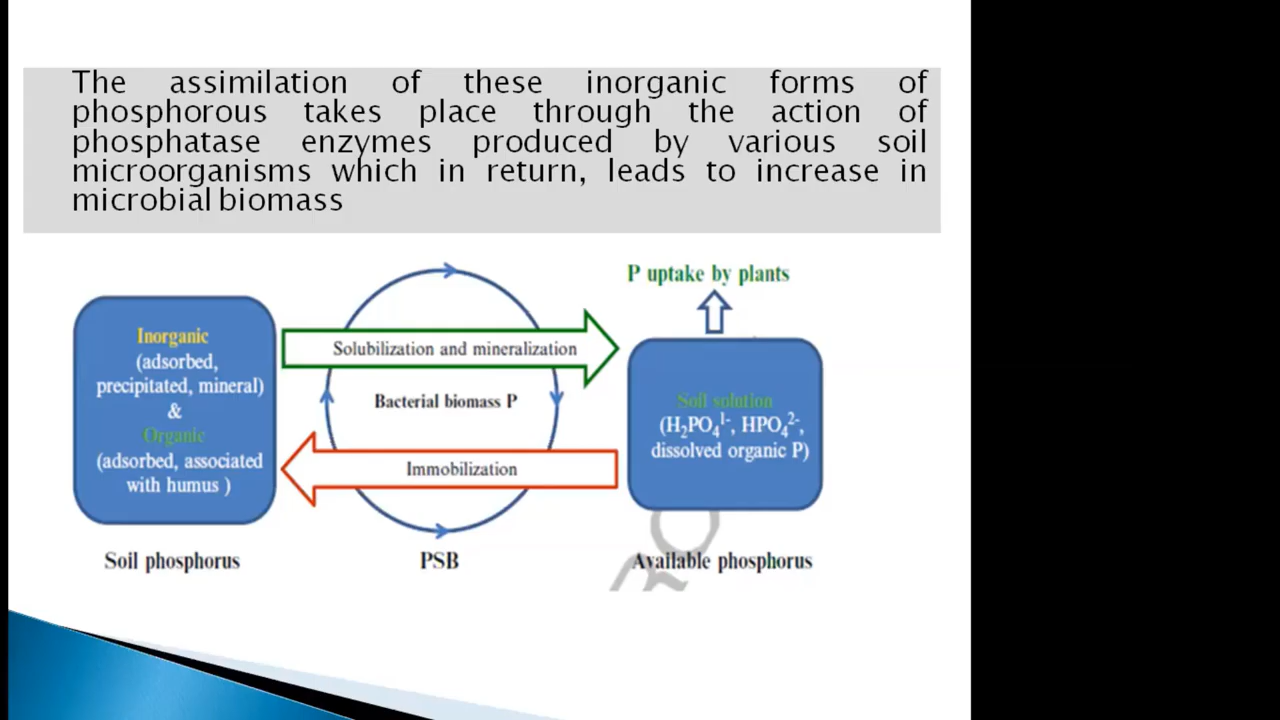 The assimilation of these inorganic forms of
phosphorous takes place through the action of
phosphatase enzymes produced by various soil
microorganisms which in return, leads to increase in
microbial biomass
P uptake by plants
Inorganic
(adsorbed,
precipitated, mineral)
&
Organic
(adsorbed, associated
with humus )
Solubilization and mineralization
Bacterial biomass P
Immobilization
Soil solution
(H₂PO₄¹⁻, HPO₄²⁻,
dissolved organic P)
Soil phosphorus
PSB
Available phosphorus